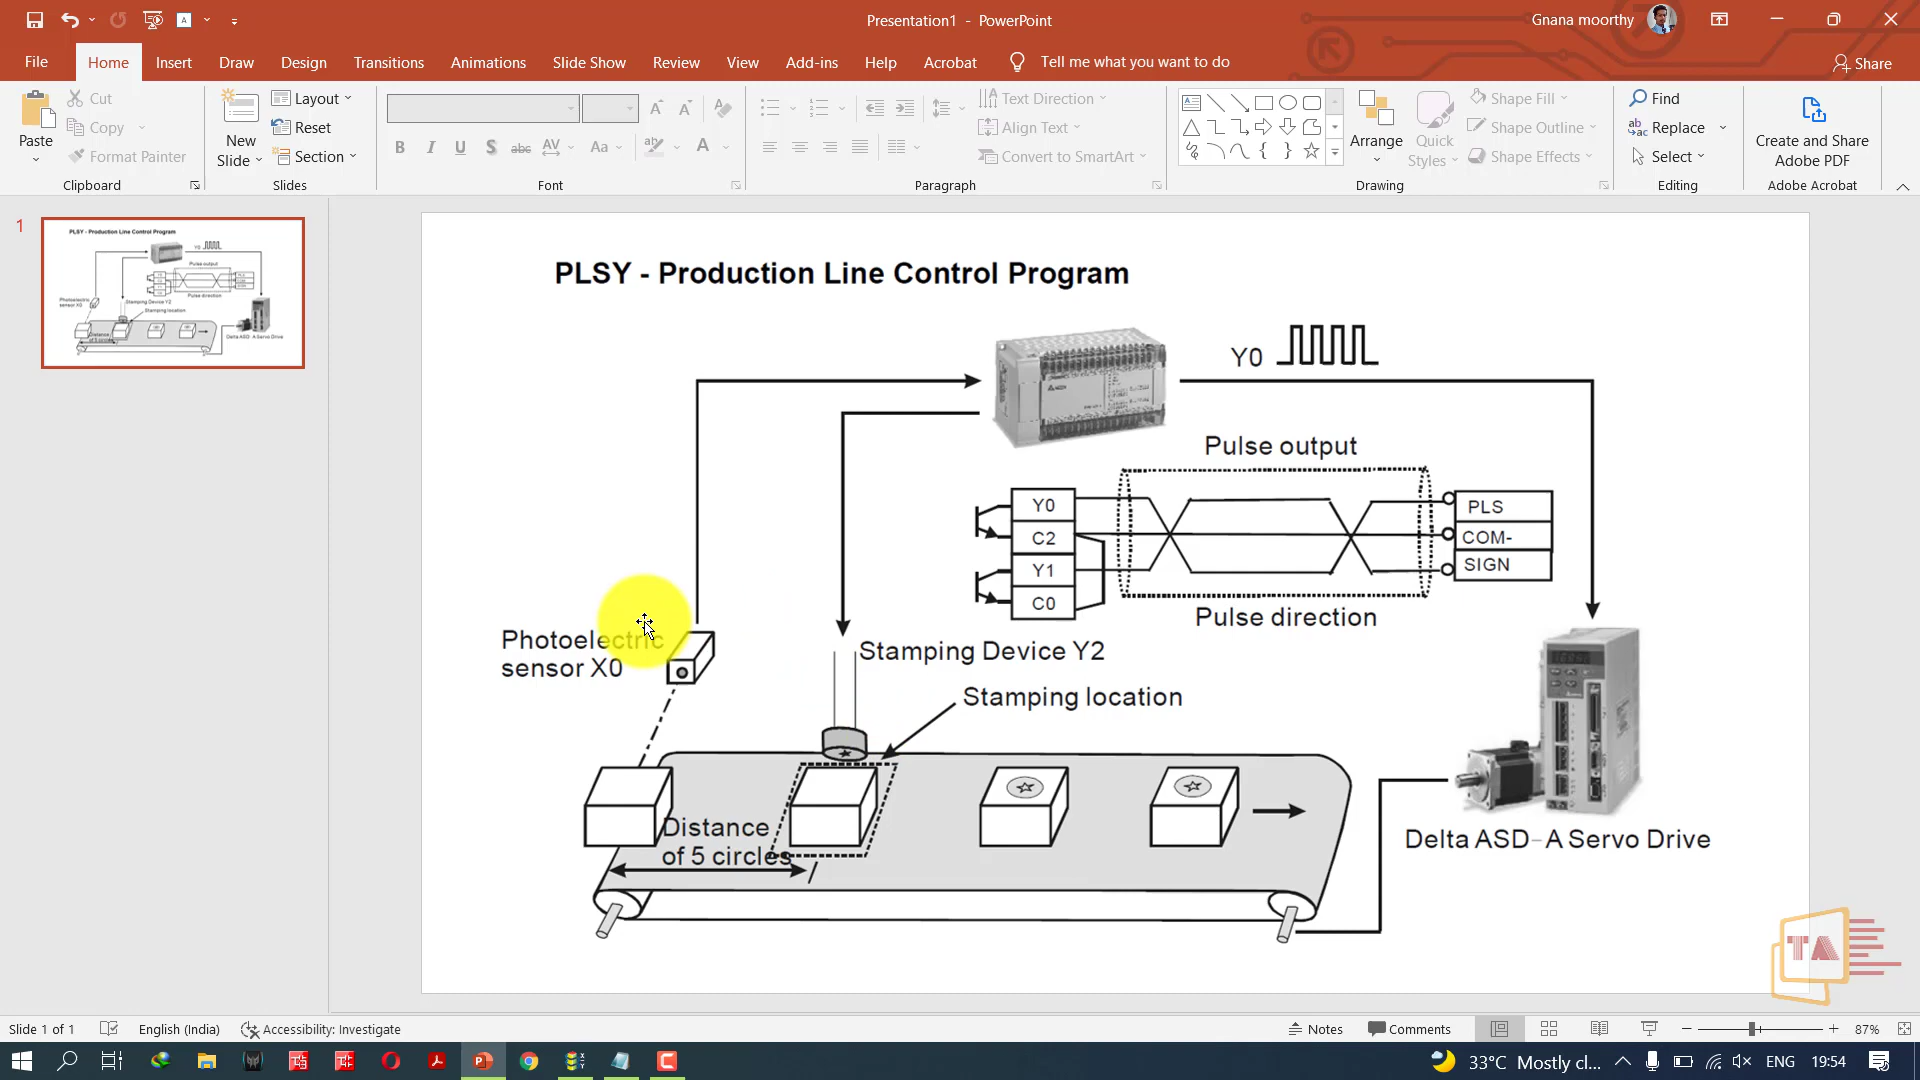 Presentation1 - PowerPoint
Gnana moorthy
File
Home
Insert
Draw
Design
Transitions
Animations
Slide Show
Review
View
Add-ins
Help
Acrobat
Tell me what you want to do
Share
Paste
Cut
Copy
Format Painter
Clipboard
New
Slide
Layout
Reset
Section
Slides
Font
Text Direction
Align Text
Convert to SmartArt
Paragraph
Arrange
Quick
Styles
Shape Fill
Shape Outline
Shape Effects
Drawing
Find
Replace
Select
Editing
Create and Share
Adobe PDF
Adobe Acrobat
1
PLSY - Production Line Control Program
Y0
Pulse output
Y0
C2
Y1
C0
PLS
COM-
SIGN
Pulse direction
Photoelectric
sensor X0
Stamping Device Y2
Stamping location
Distance
of 5 circles
Delta ASD-A Servo Drive
TA
Slide 1 of 1
English (India)
Accessibility: Investigate
Notes
Comments
87%
33°C Mostly cl...
ENG
19:54